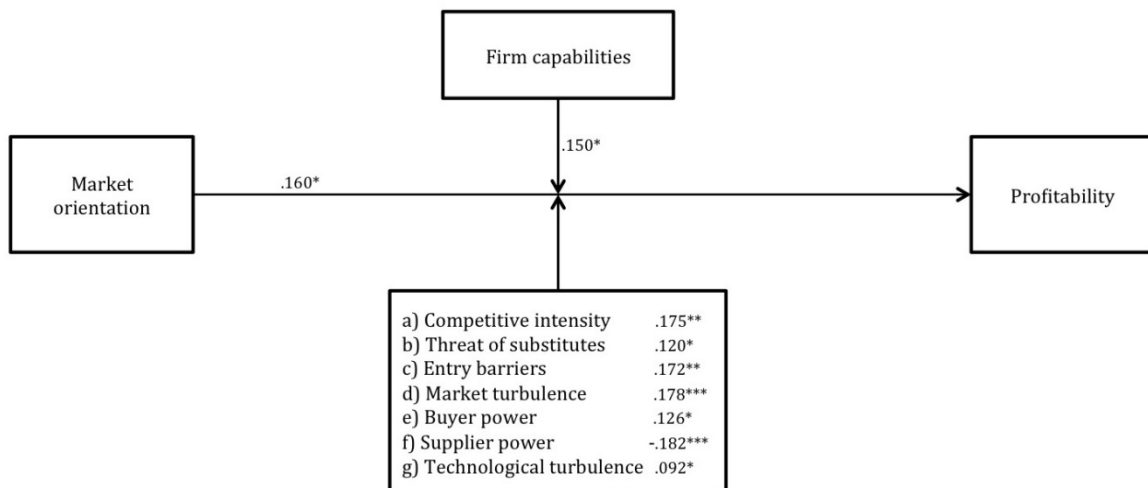 Firm capabilities
.150*
Market
orientation
.160*
Profitability
a) Competitive intensity .175**
b) Threat of substitutes .120*
c) Entry barriers .172**
d) Market turbulence .178***
e) Buyer power .126*
f) Supplier power -.182***
g) Technological turbulence .092*